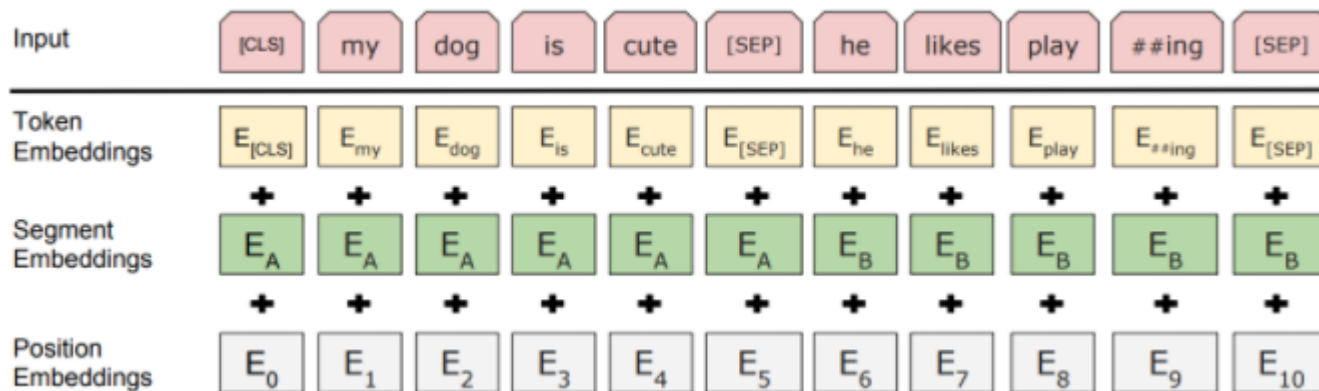 Input [CLS] my dog is cute [SEP] he likes play ##ing [SEP]
Token
Embeddings
E[CLS] Emy Edog Eis Ecute E[SEP] Ehe Elikes Eplay E##ing E[SEP]
+ + + + + + + + + + +
Segment
Embeddings
EA EA EA EA EA EA EB EB EB EB EB
+ + + + + + + + + + +
Position
Embeddings
E0 E1 E2 E3 E4 E5 E6 E7 E8 E9 E10